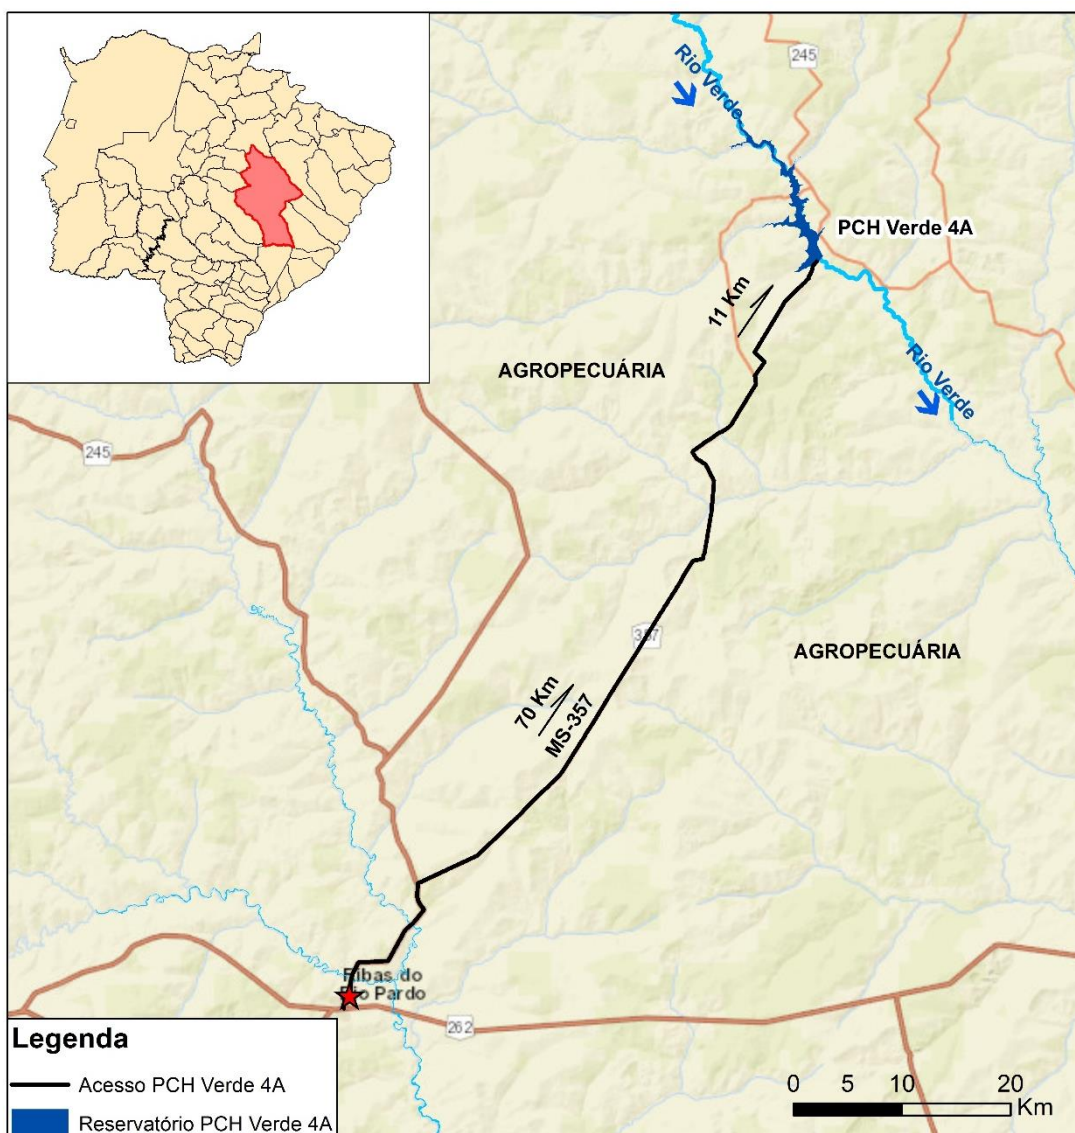 245
Rio Verde
PCH Verde 4A
11 Km
AGROPECUÁRIA
Rio Verde
245
357
AGROPECUÁRIA
70 Km
MS-357
Ribas do
Rio Pardo
262
Legenda
Acesso PCH Verde 4A
Reservatório PCH Verde 4A
0 5 10 20
Km